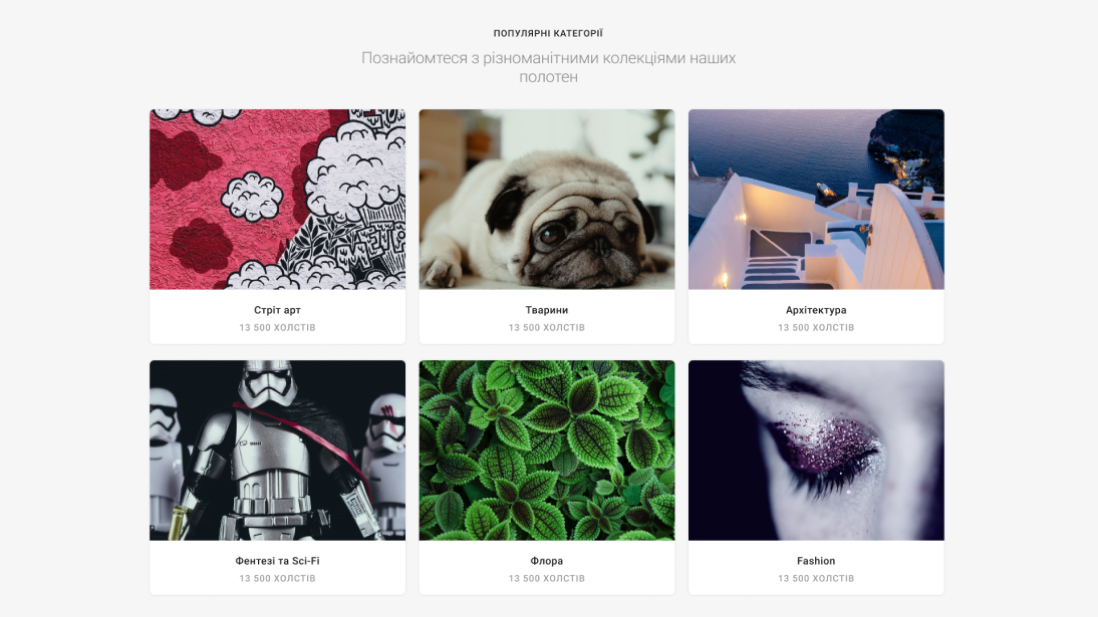 ПОПУЛЯРНІ КАТЕГОРІЇ
Познайомтеся з різноманітними колекціями наших
полотен
Стріт арт
13 500 ХОЛСТІВ
Тварини
13 500 ХОЛСТІВ
Архітектура
13 500 ХОЛСТІВ
Фентезі та Sci-Fi
13 500 ХОЛСТІВ
Флора
13 500 ХОЛСТІВ
Fashion
13 500 ХОЛСТІВ